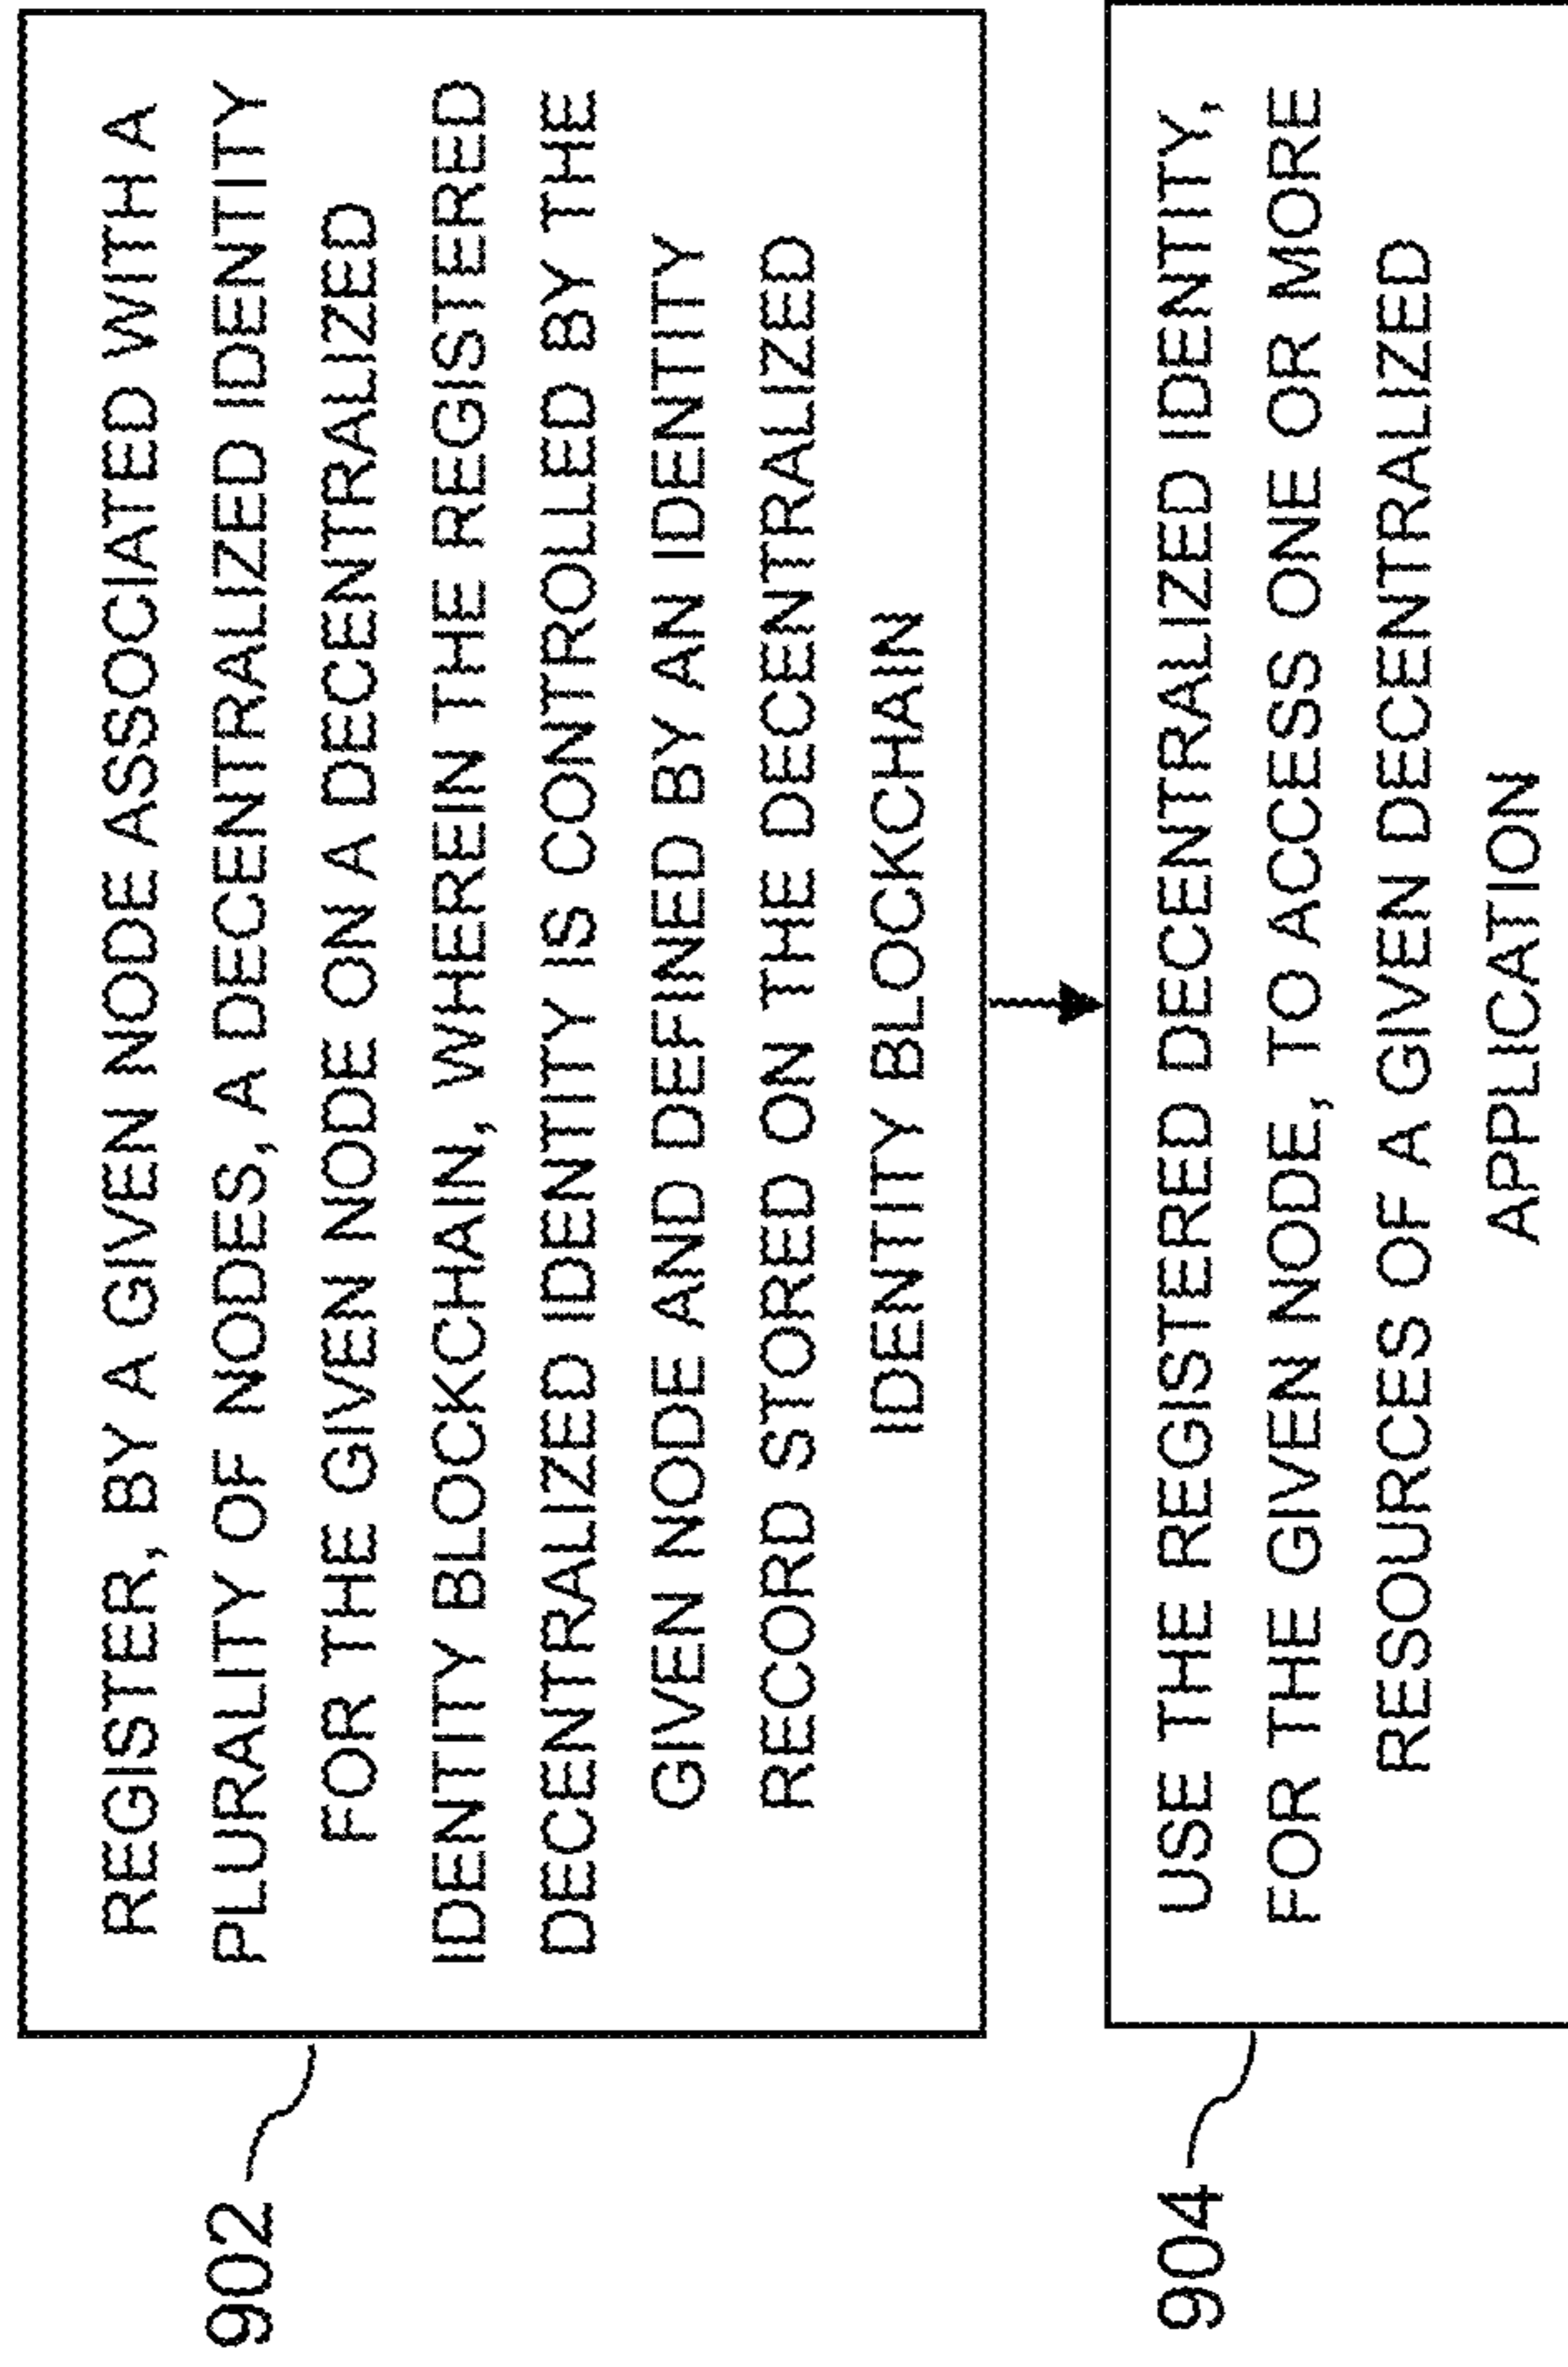 902
REGISTER, BY A GIVEN NODE ASSOCIATED WITH A
PLURALITY OF NODES, A DECENTRALIZED IDENTITY
FOR THE GIVEN NODE ON A DECENTRALIZED
IDENTITY BLOCKCHAIN, WHEREIN THE REGISTERED
DECENTRALIZED IDENTITY IS CONTROLLED BY THE
GIVEN NODE AND DEFINED BY AN IDENTITY
RECORD STORED ON THE DECENTRALIZED
IDENTITY BLOCKCHAIN
904
USE THE REGISTERED DECENTRALIZED IDENTITY,
FOR THE GIVEN NODE, TO ACCESS ONE OR MORE
RESOURCES OF A GIVEN DECENTRALIZED
APPLICATION